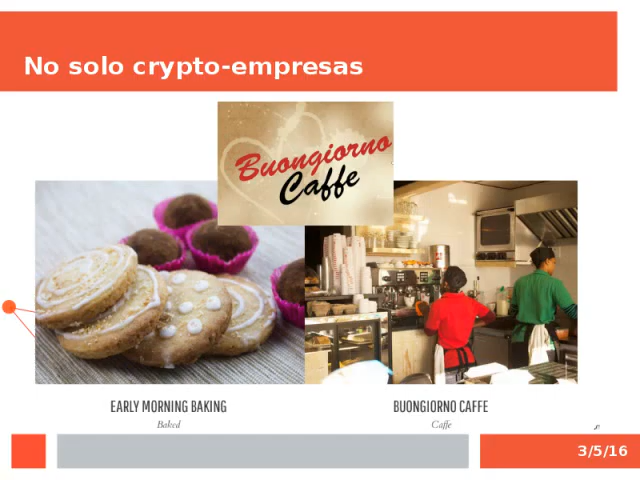 No solo crypto-empresas
Buongiorno
Caffe
EARLY MORNING BAKING
Baked
BUONGIORNO CAFFE
Caffe
3/5/16